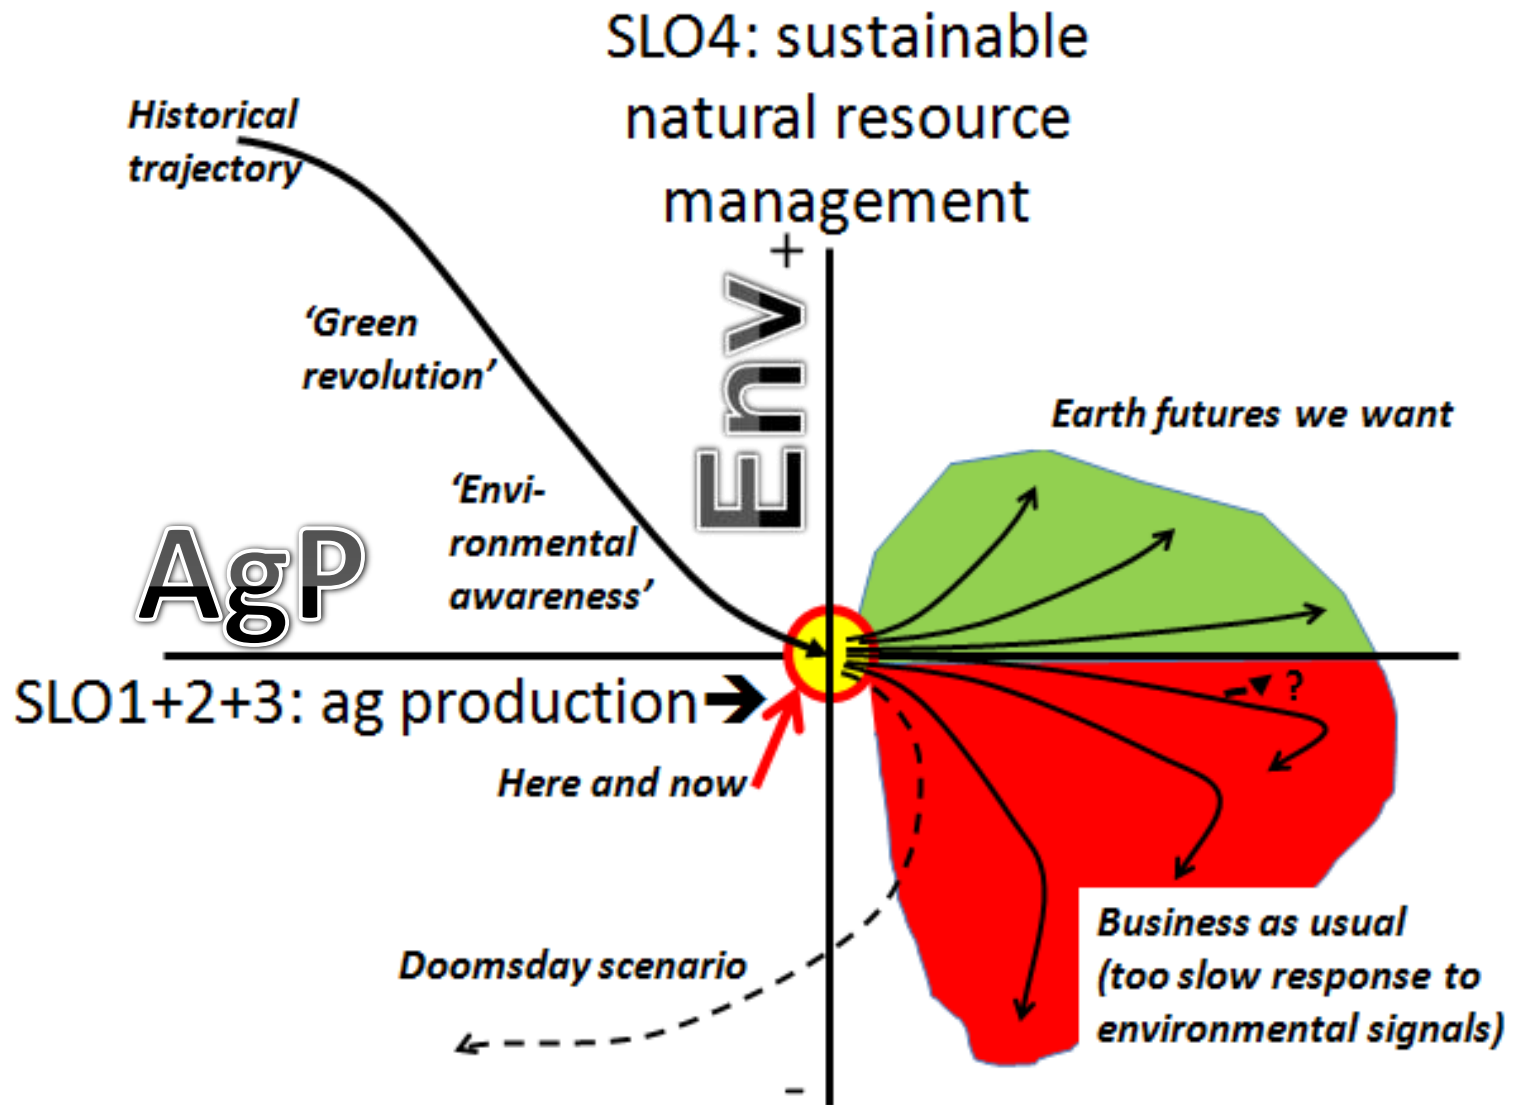 SLO4: sustainable
natural resource
management
Historical
trajectory
+
Env
‘Green
revolution’
Earth futures we want
‘Envi-
ronmental
awareness’
AgP
SLO1+2+3: ag production➔
?
Here and now
Business as usual
(too slow response to
environmental signals)
Doomsday scenario
-